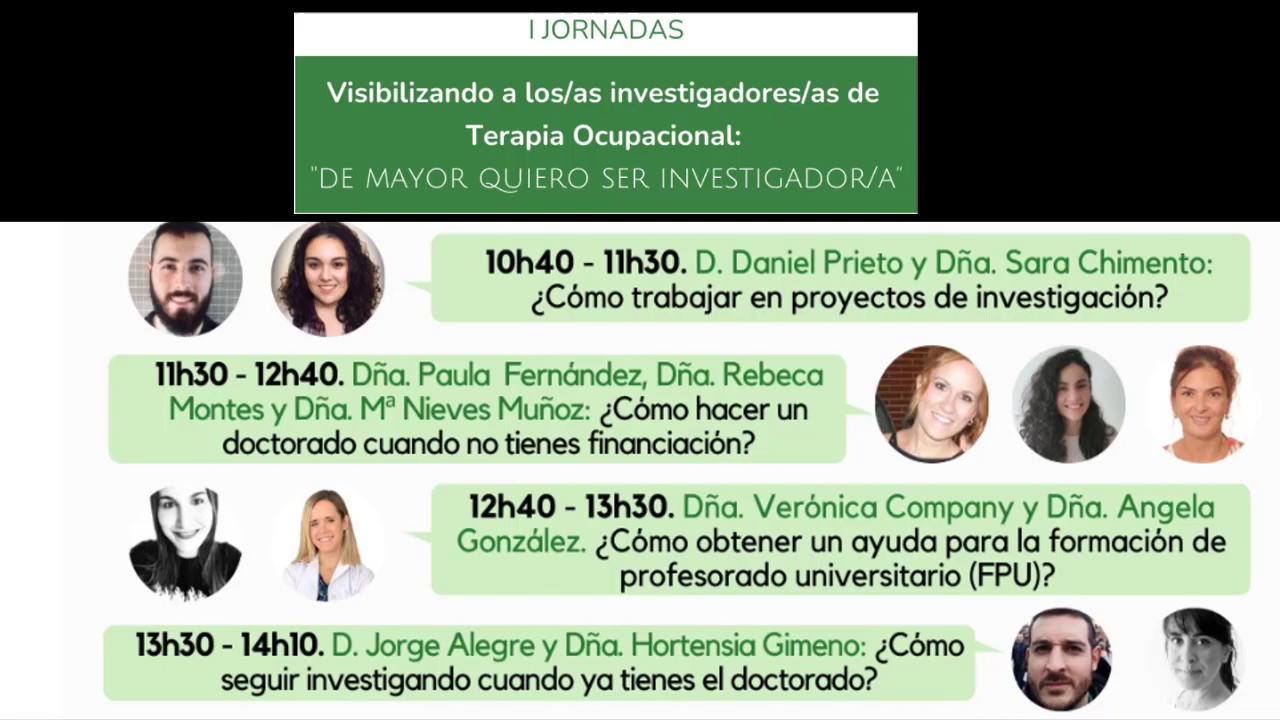 I JORNADAS
Visibilizando a los/as investigadores/as de
Terapia Ocupacional:
"DE MAYOR QUIERO SER INVESTIGADOR/A"
10h40 - 11h30. D. Daniel Prieto y Dña. Sara Chimento:
¿Cómo trabajar en proyectos de investigación?
11h30 - 12h40. Dña. Paula Fernández, Dña. Rebeca
Montes y Dña. Mª Nieves Muñoz: ¿Cómo hacer un
doctorado cuando no tienes financiación?
12h40 - 13h30. Dña. Verónica Company y Dña. Angela
González. ¿Cómo obtener un ayuda para la formación de
profesorado universitario (FPU)?
13h30 - 14h10. D. Jorge Alegre y Dña. Hortensia Gimeno: ¿Cómo
seguir investigando cuando ya tienes el doctorado?